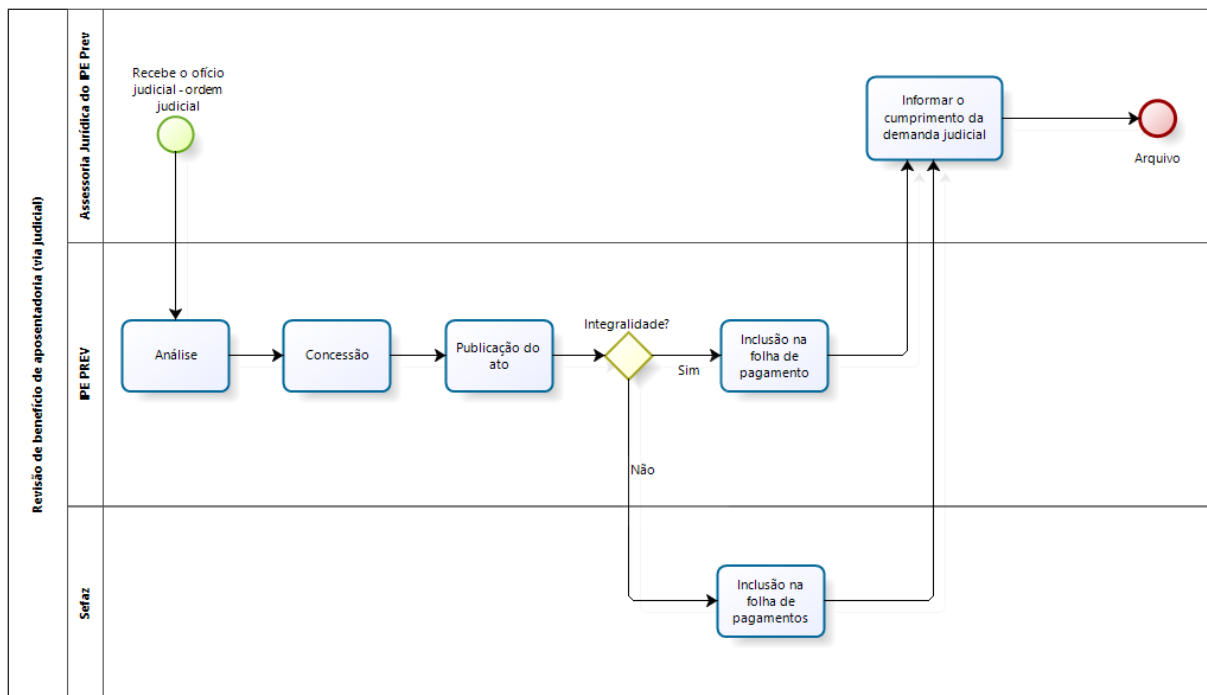 Revisão de benefício de aposentadoria (via judicial)
Assessoria Jurídica do IPE Prev
Recebe o ofício
judicial - ordem
judicial
Informar o
cumprimento da
demanda judicial
Arquivo
IPE PREV
Análise
Concessão
Publicação do
ato
Integralidade?
Sim
Não
Inclusão na
folha de
pagamento
Sefaz
Inclusão na
folha de
pagamentos